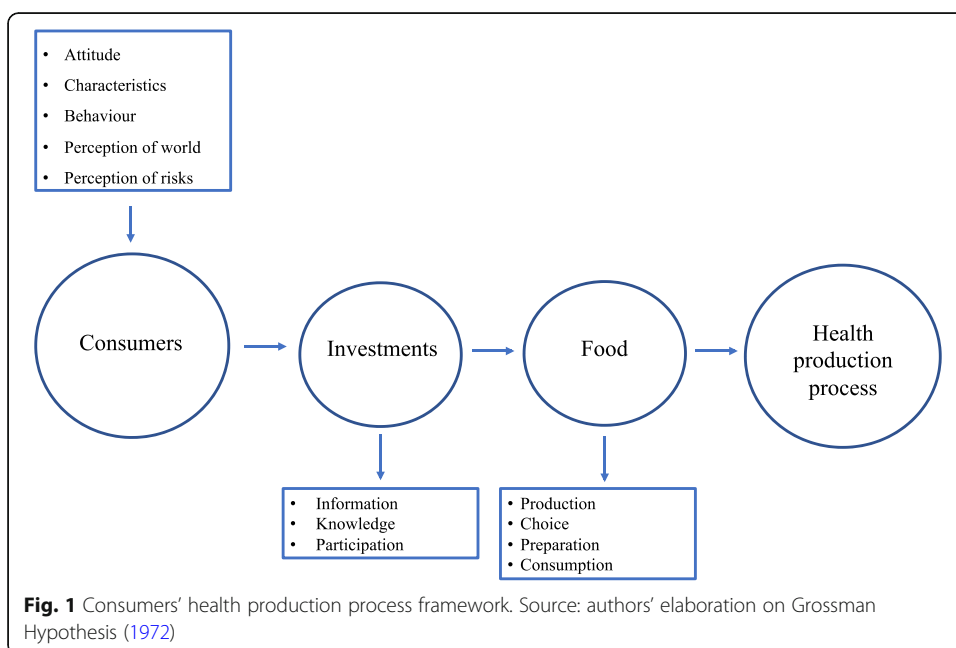 • Attitude
• Characteristics
• Behaviour
• Perception of world
• Perception of risks
Consumers
Investments
Food
Health
production
process
• Information
• Knowledge
• Participation
• Production
• Choice
• Preparation
• Consumption
Fig. 1 Consumers’ health production process framework. Source: authors’ elaboration on Grossman
Hypothesis (1972)